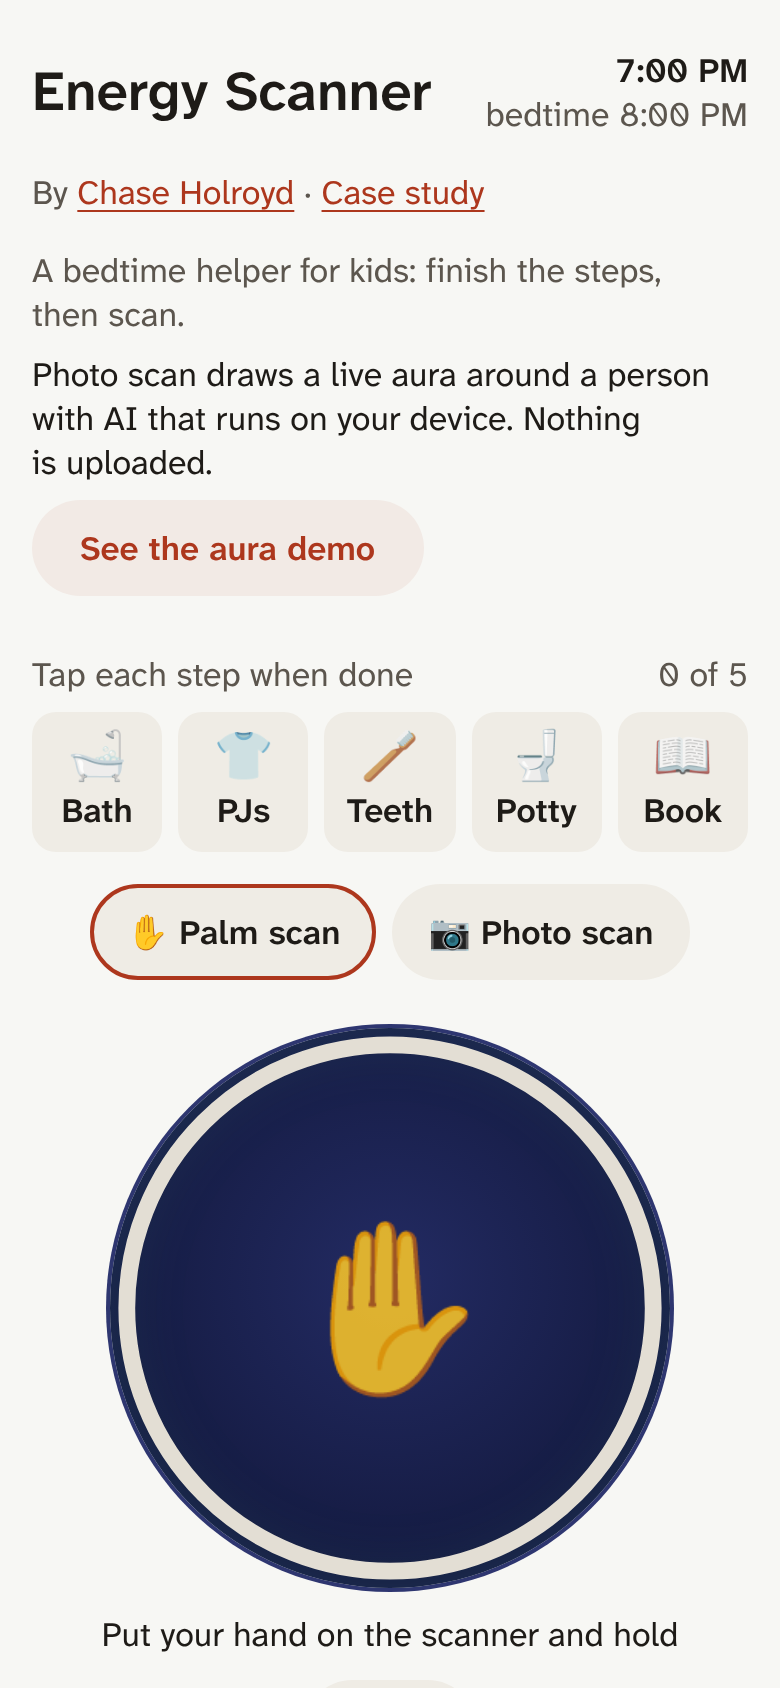 Energy Scanner
7:00 PM
bedtime 8:00 PM
By Chase Holroyd · Case study
A bedtime helper for kids: finish the steps,
then scan.
Photo scan draws a live aura around a person
with AI that runs on your device. Nothing
is uploaded.
See the aura demo
Tap each step when done
0 of 5
Bath
PJs
Teeth
Potty
Book
Palm scan
Photo scan
Put your hand on the scanner and hold